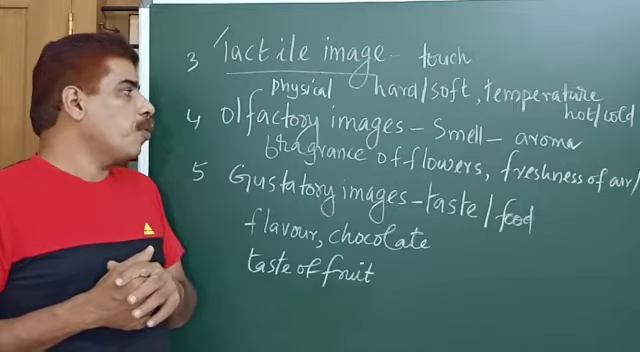 3 Tactile image - touch
physical hard/soft, temperature
hot/cold
4 Olfactory images - Smell - aroma
fragrance of flowers, freshness of air/
5 Gustatory images - taste/food
flavour, chocolate
taste of fruit